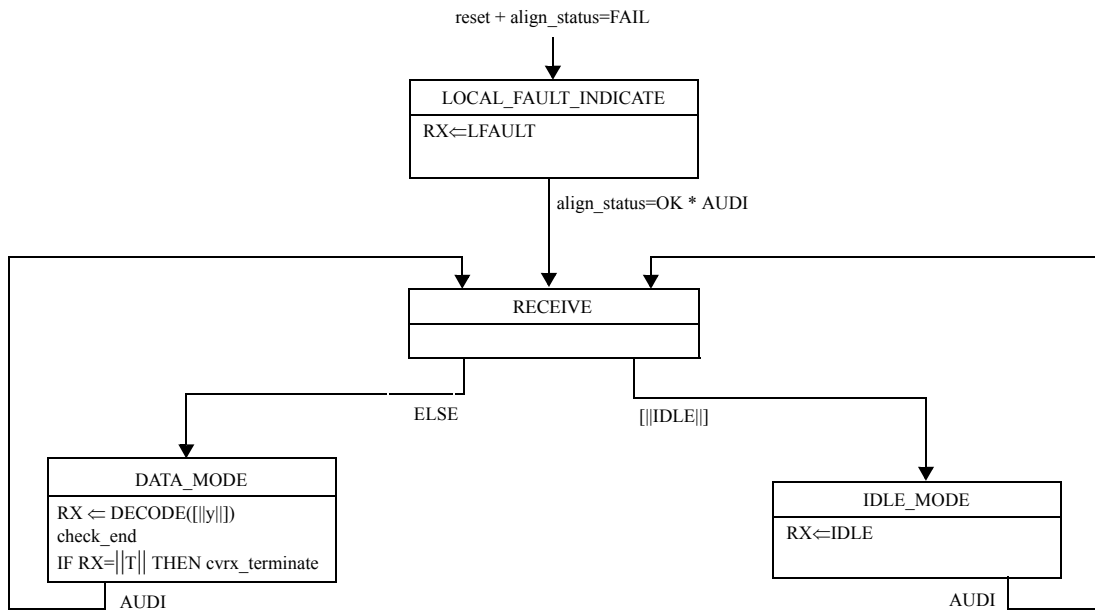 reset + align_status=FAIL
LOCAL_FAULT_INDICATE
RX⇐LFAULT
align_status=OK * AUDI
RECEIVE
ELSE
[||IDLE||]
DATA_MODE
RX ⇐ DECODE([||y||])
check_end
IF RX=||T|| THEN cvrx_terminate
AUDI
IDLE_MODE
RX⇐IDLE
AUDI